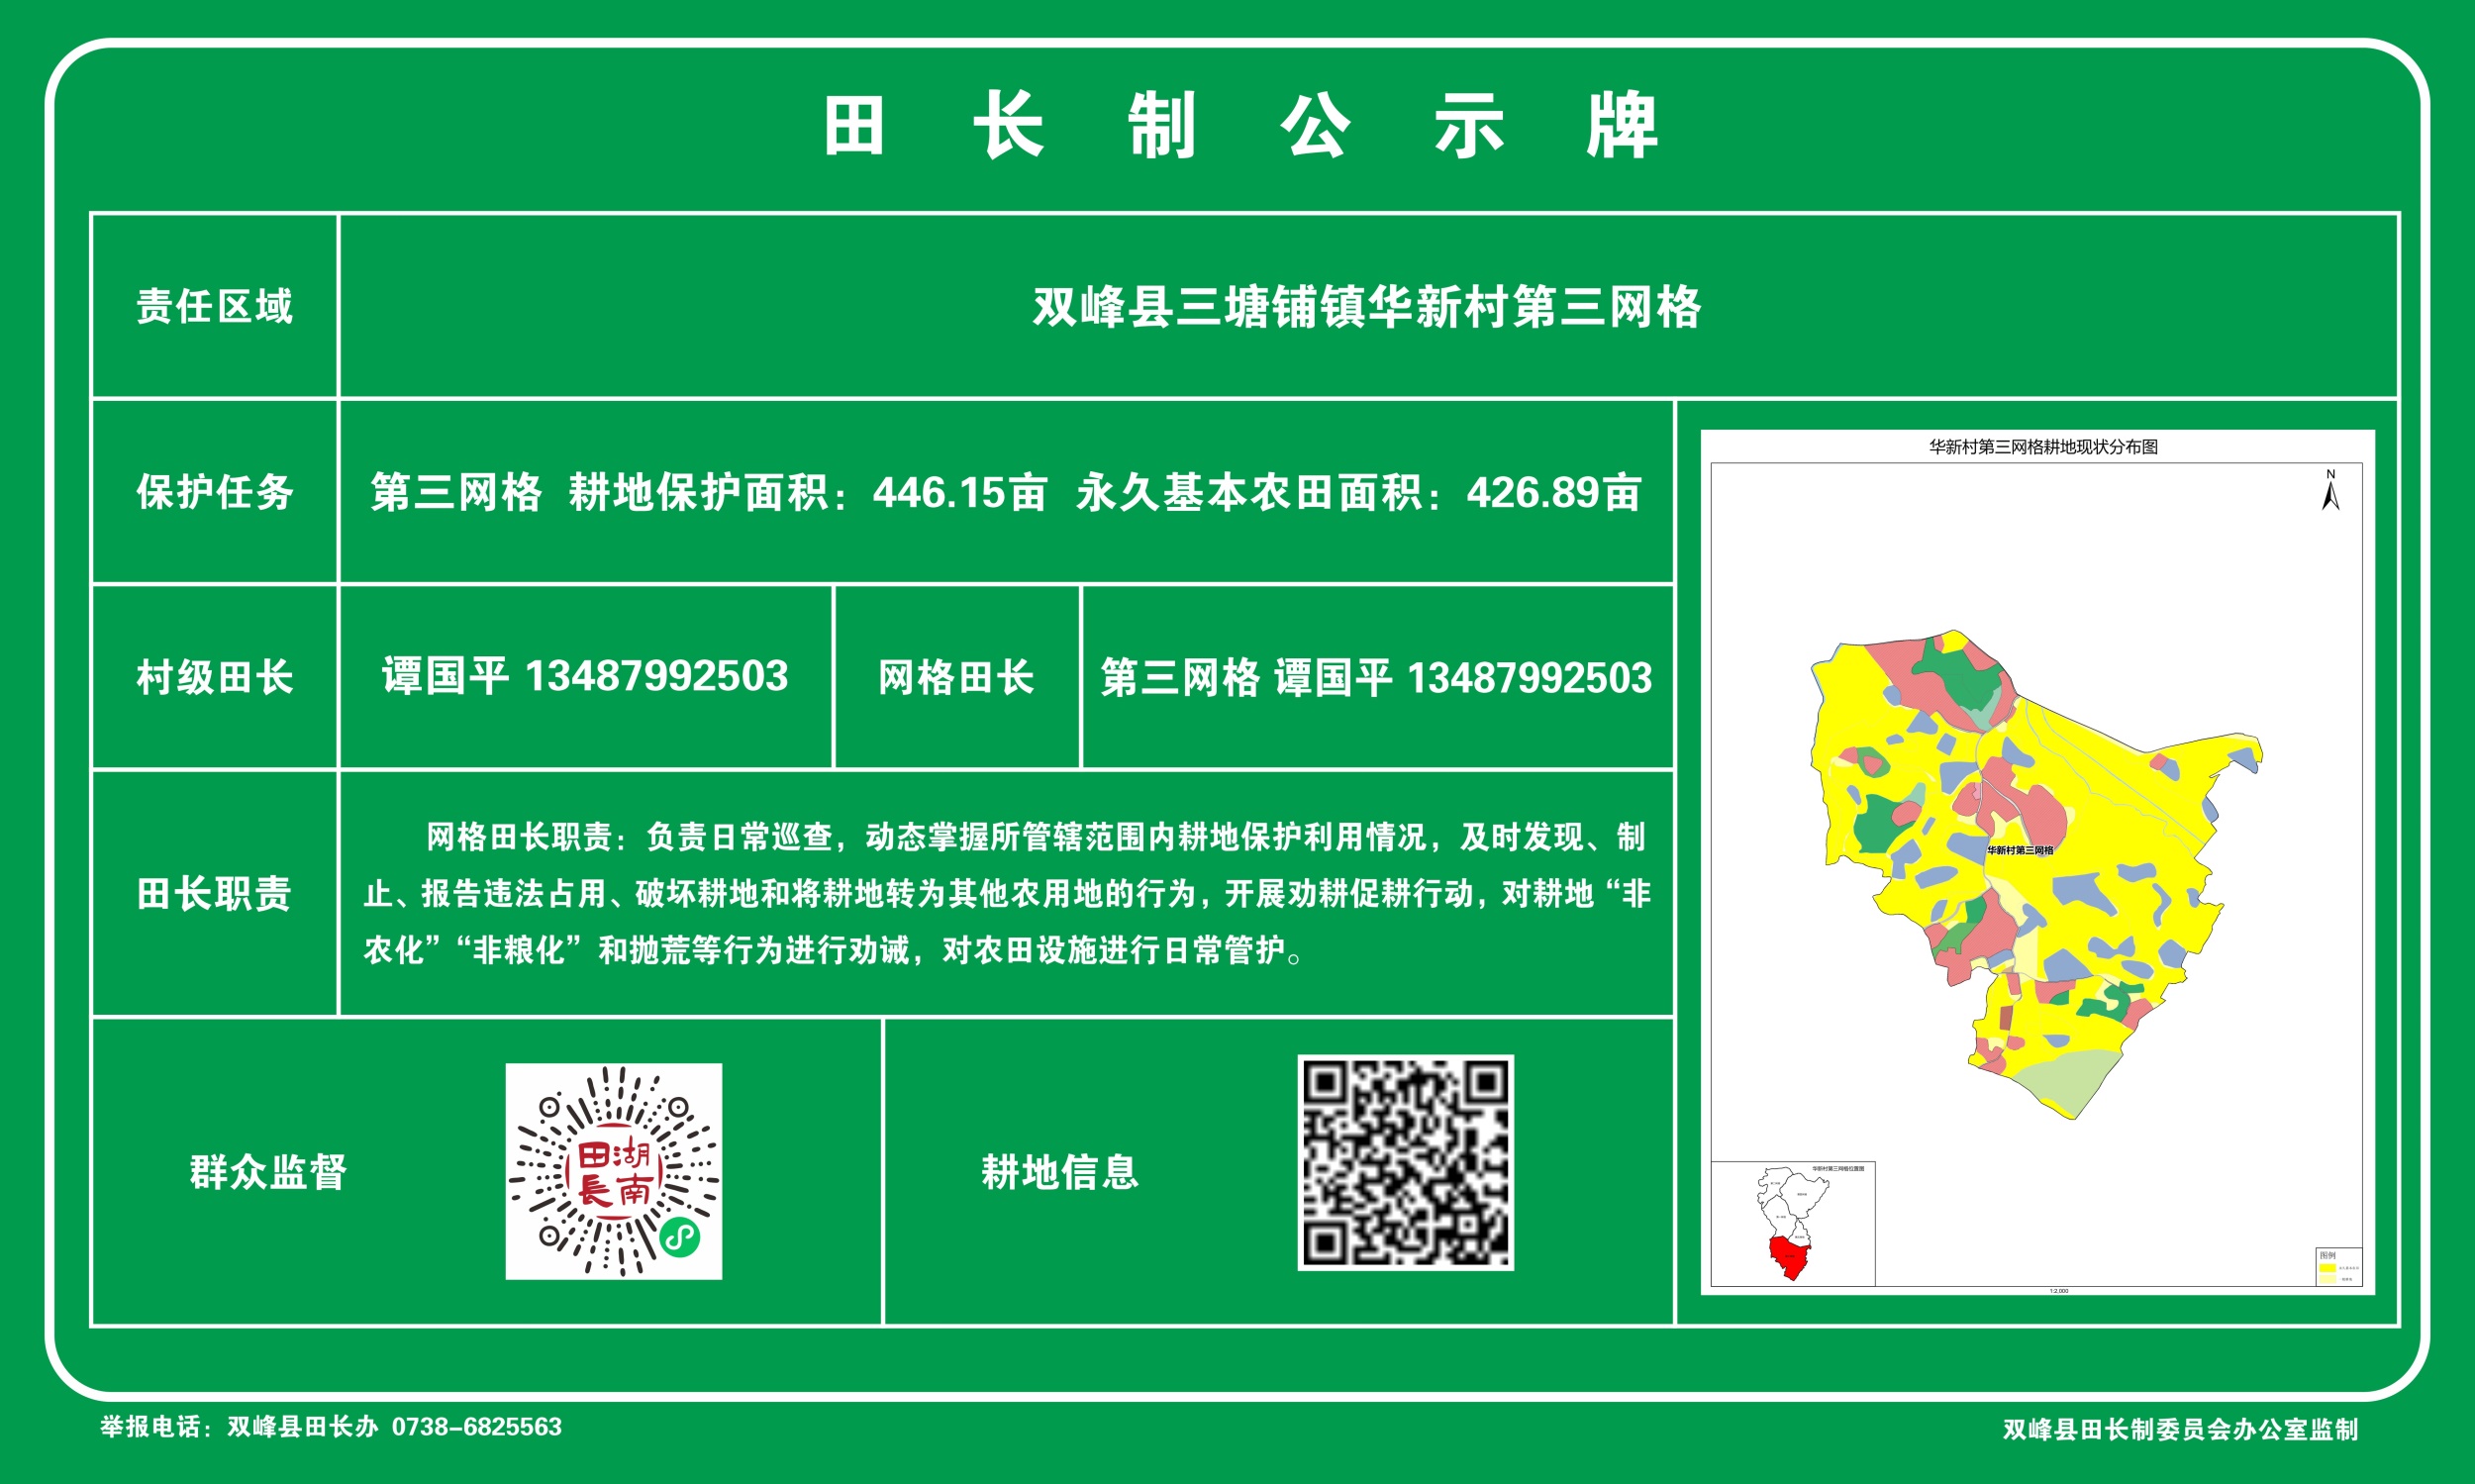 田长制公示牌
责任区域
双峰县三塘铺镇华新村第三网格
保护任务
第三网格 耕地保护面积：446.15亩 永久基本农田面积：426.89亩
村级田长
谭国平 13487992503
网格田长
第三网格 谭国平 13487992503
田长职责
网格田长职责：负责日常巡查，动态掌握所管辖范围内耕地保护利用情况，及时发现、制
止、报告违法占用、破坏耕地和将耕地转为其他农用地的行为，开展劝耕促耕行动，对耕地“非
农化”“非粮化”和抛荒等行为进行劝诫，对农田设施进行日常管护。
群众监督
湖南
田長
耕地信息
华新村第三网格耕地现状分布图
N
华新村第三网格
华新村第三网格位置图
图例
1:2,000
举报电话：双峰县田长办 0738-6825563
双峰县田长制委员会办公室监制